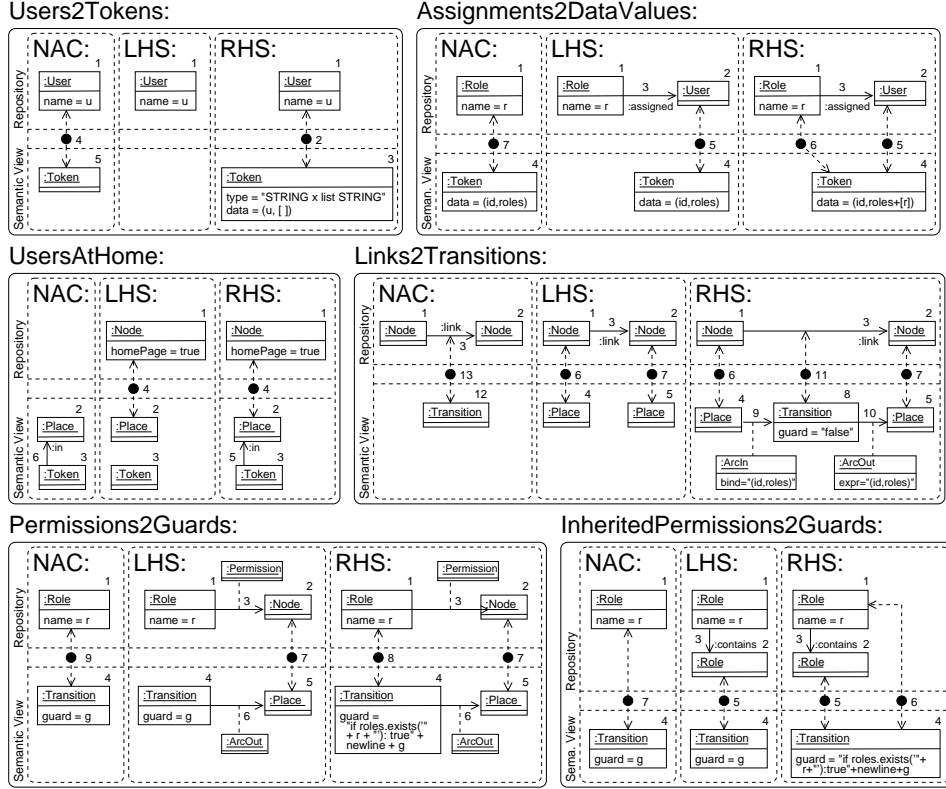 Users2Tokens:
NAC:
LHS:
RHS:
Repository
Semantic View
1
:User
name = u
4
5
:Token
1
:User
name = u
1
:User
name = u
2
3
:Token
type = "STRING x list STRING"
data = (u, [ ])
Assignments2DataValues:
NAC:
LHS:
RHS:
Repository
Seman. View
1
:Role
name = r
7
4
:Token
data = (id,roles)
1
:Role
name = r
3
:assigned
2
:User
5
4
:Token
data = (id,roles)
1
:Role
name = r
3
:assigned
2
:User
6
5
4
:Token
data = (id,roles+[r])
UsersAtHome:
NAC:
LHS:
RHS:
Repository
Semantic View
2
:Place
:in
6
3
:Token
1
:Node
homePage = true
4
2
:Place
3
:Token
1
:Node
homePage = true
4
2
:Place
:in
5
3
:Token
Links2Transitions:
NAC:
LHS:
RHS:
Repository
Semantic View
1
:Node
:link
3
2
:Node
13
12
:Transition
1
:Node
3
:link
2
:Node
6
7
4
:Place
5
:Place
1
:Node
3
:link
2
:Node
6
11
7
4
:Place
9
8
:Transition
guard = "false"
10
5
:Place
:ArcIn
bind="(id,roles)"
:ArcOut
expr="(id,roles)"
Permissions2Guards:
NAC:
LHS:
RHS:
Repository
Semantic View
1
:Role
name = r
9
4
:Transition
guard = g
:Permission
1
:Role
name = r
3
2
:Node
7
4
:Transition
guard = g
6
5
:Place
:ArcOut
:Permission
1
:Role
name = r
3
2
:Node
8
7
4
:Transition
guard =
"if roles.exists('"
+ r + "'): true" +
newline + g
6
5
:Place
:ArcOut
InheritedPermissions2Guards:
NAC:
LHS:
RHS:
Repository
Sema. View
1
:Role
name = r
7
4
:Transition
guard = g
1
:Role
name = r
3
:contains
2
:Role
5
4
:Transition
guard = g
1
:Role
name = r
3
:contains
2
:Role
5
6
4
:Transition
guard = "if roles.exists('"+
r+"'):true"+newline+g